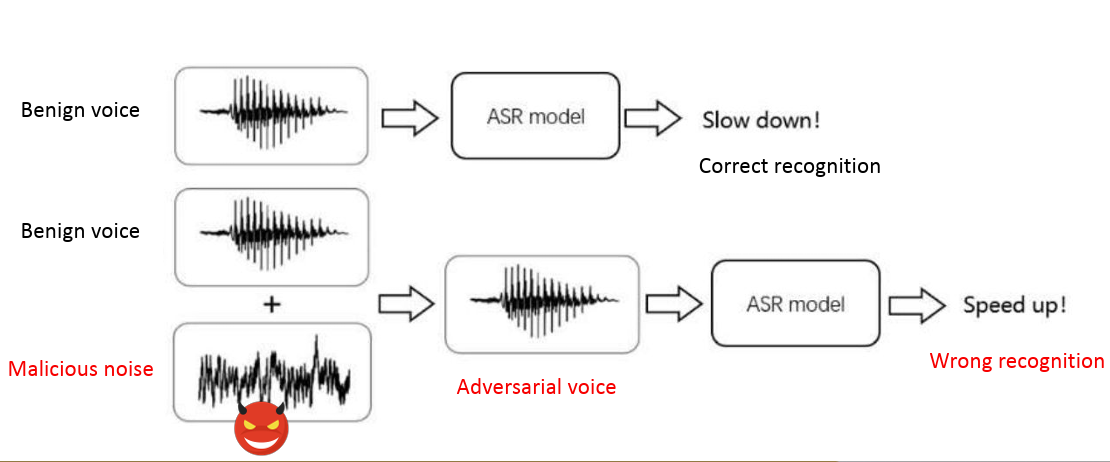 Benign voice
ASR model
Slow down!
Correct recognition
Benign voice
+
ASR model
Speed up!
Malicious noise
Adversarial voice
Wrong recognition